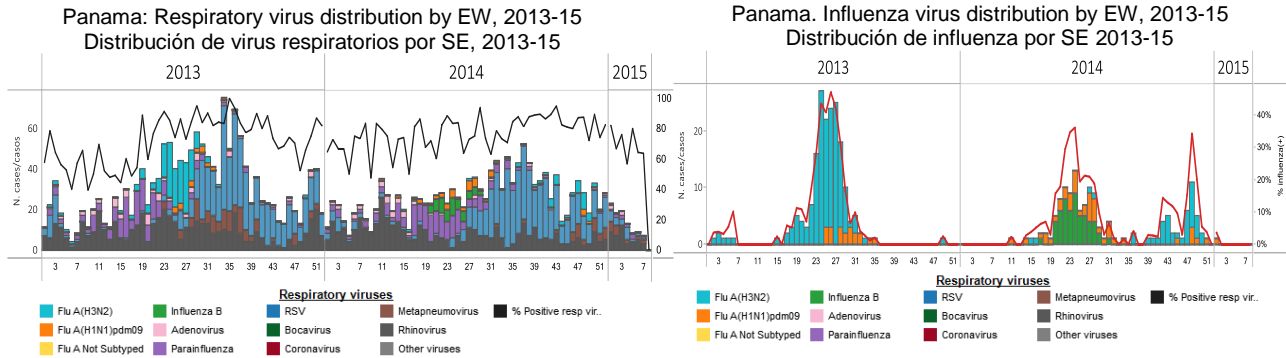 Panama: Respiratory virus distribution by EW, 2013-15
Distribución de virus respiratorios por SE, 2013-15
2013 2014 2015
N. cases/casos
60
40
20
0
100
80
60
40
20
0
3 7 11 15 19 23 27 31 35 39 43 47 51 3 7 11 15 19 23 27 31 35 39 43 47 51 3 7
Respiratory viruses
Flu A(H3N2) Influenza B RSV Metapneumovirus % Positive resp vir..
Flu A(H1N1)pdm09 Adenovirus Bocavirus Rhinovirus
Flu A Not Subtyped Parainfluenza Coronavirus Other viruses
Panama. Influenza virus distribution by EW, 2013-15
Distribución de influenza por SE 2013-15
2013 2014 2015
N. cases/casos
20
10
0
40%
30%
20%
10%
0%
% influenza(+)
3 7 11 15 19 23 27 31 35 39 43 47 51 3 7 11 15 19 23 27 31 35 39 43 47 51 3 7
Respiratory viruses
Flu A(H3N2) Influenza B RSV Metapneumovirus % Positive resp vir..
Flu A(H1N1)pdm09 Adenovirus Bocavirus Rhinovirus
Flu A Not Subtyped Parainfluenza Coronavirus Other viruses